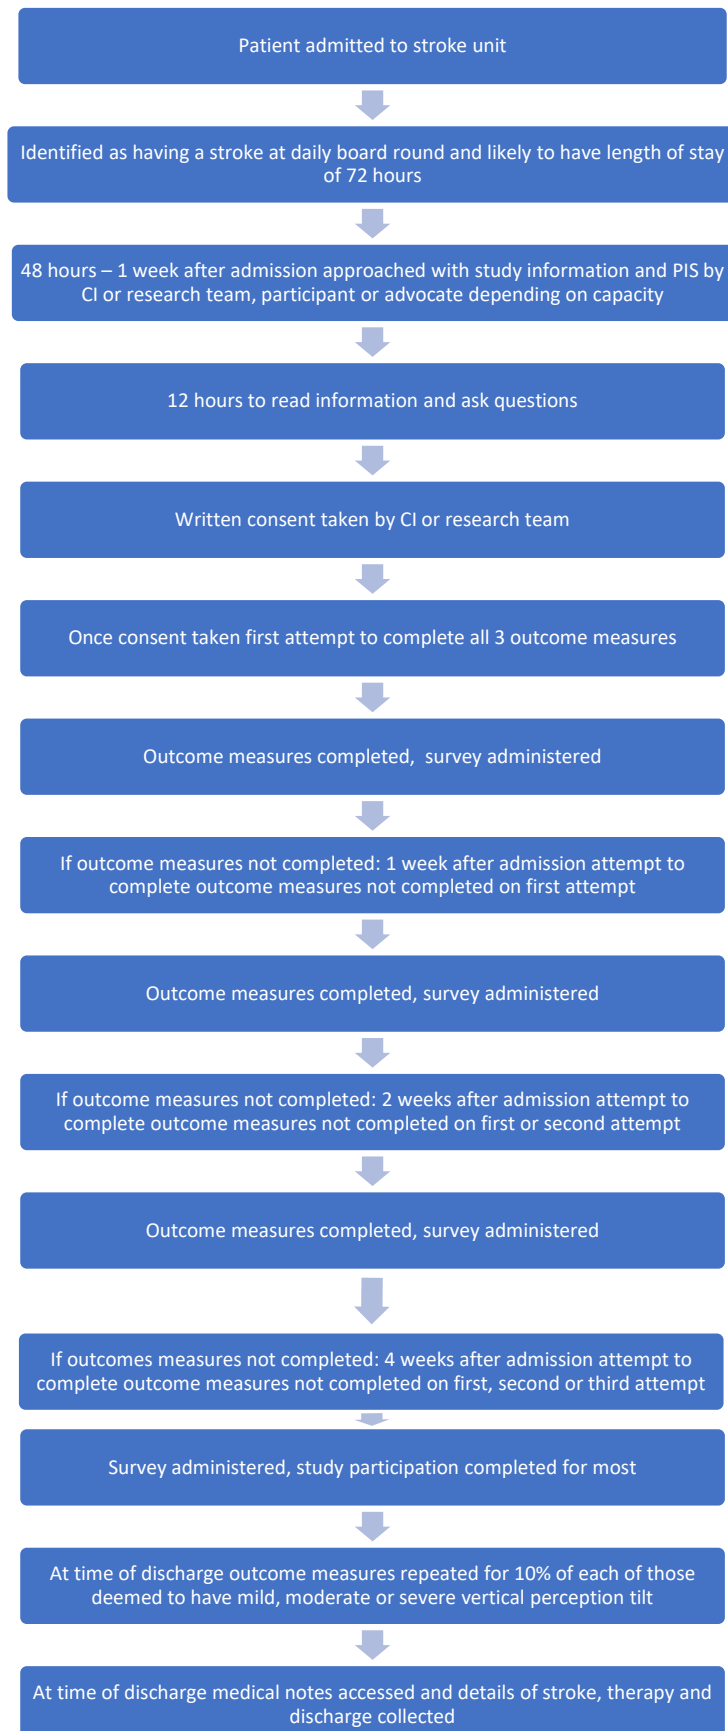 Patient admitted to stroke unit
Identified as having a stroke at daily board round and likely to have length of stay
of 72 hours
48 hours – 1 week after admission approached with study information and PIS by
CI or research team, participant or advocate depending on capacity
12 hours to read information and ask questions
Written consent taken by CI or research team
Once consent taken first attempt to complete all 3 outcome measures
Outcome measures completed,  survey administered
If outcome measures not completed: 1 week after admission attempt to
complete outcome measures not completed on first attempt
Outcome measures completed, survey administered
If outcome measures not completed: 2 weeks after admission attempt to
complete outcome measures not completed on first or second attempt
Outcome measures completed, survey administered
If outcomes measures not completed: 4 weeks after admission attempt to
complete outcome measures not completed on first, second or third attempt
Survey administered, study participation completed for most
At time of discharge outcome measures repeated for 10% of each of those
deemed to have mild, moderate or severe vertical perception tilt
At time of discharge medical notes accessed and details of stroke, therapy and
discharge collected